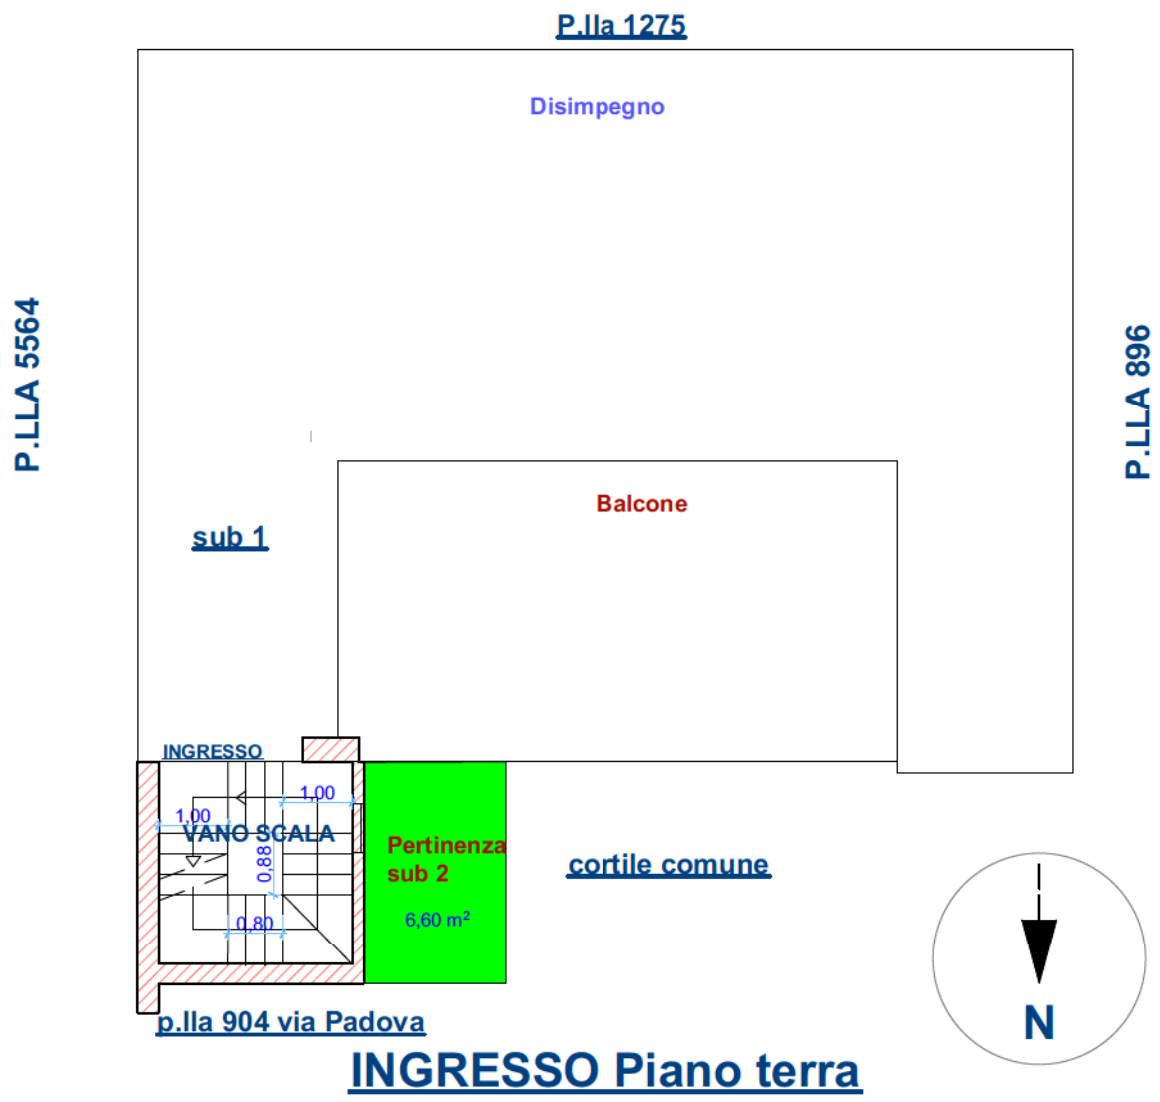 P.lla 1275
Disimpegno
P.LLA 5564
P.LLA 896
Balcone
sub 1
INGRESSO
1,00
1,00
VANO SCALA
0,88
0,80
Pertinenza
sub 2
6,60 m²
cortile comune
N
p.lla 904 via Padova
INGRESSO Piano terra